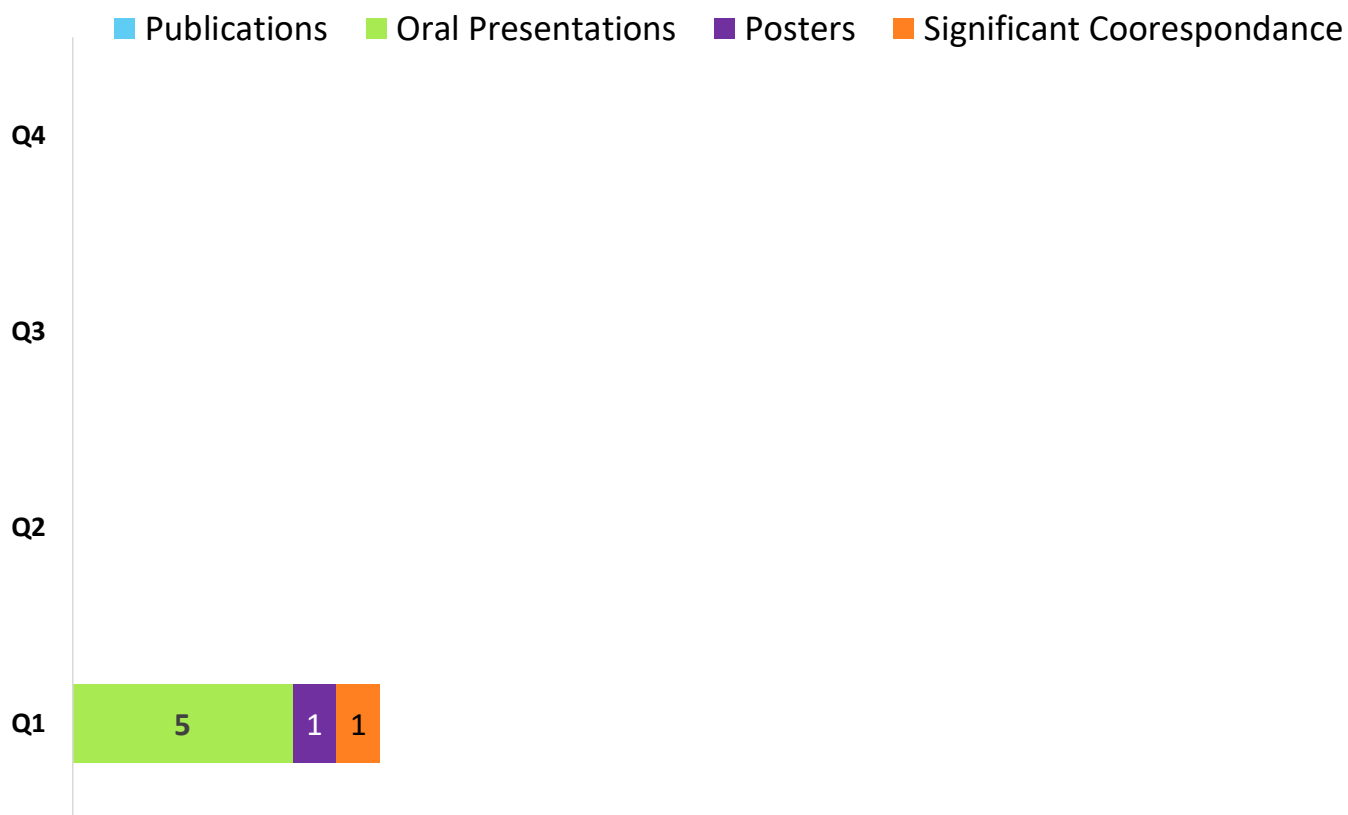 Publications Oral Presentations Posters Significant Coorespondance
Q4
Q3
Q2
Q1 5 1 1